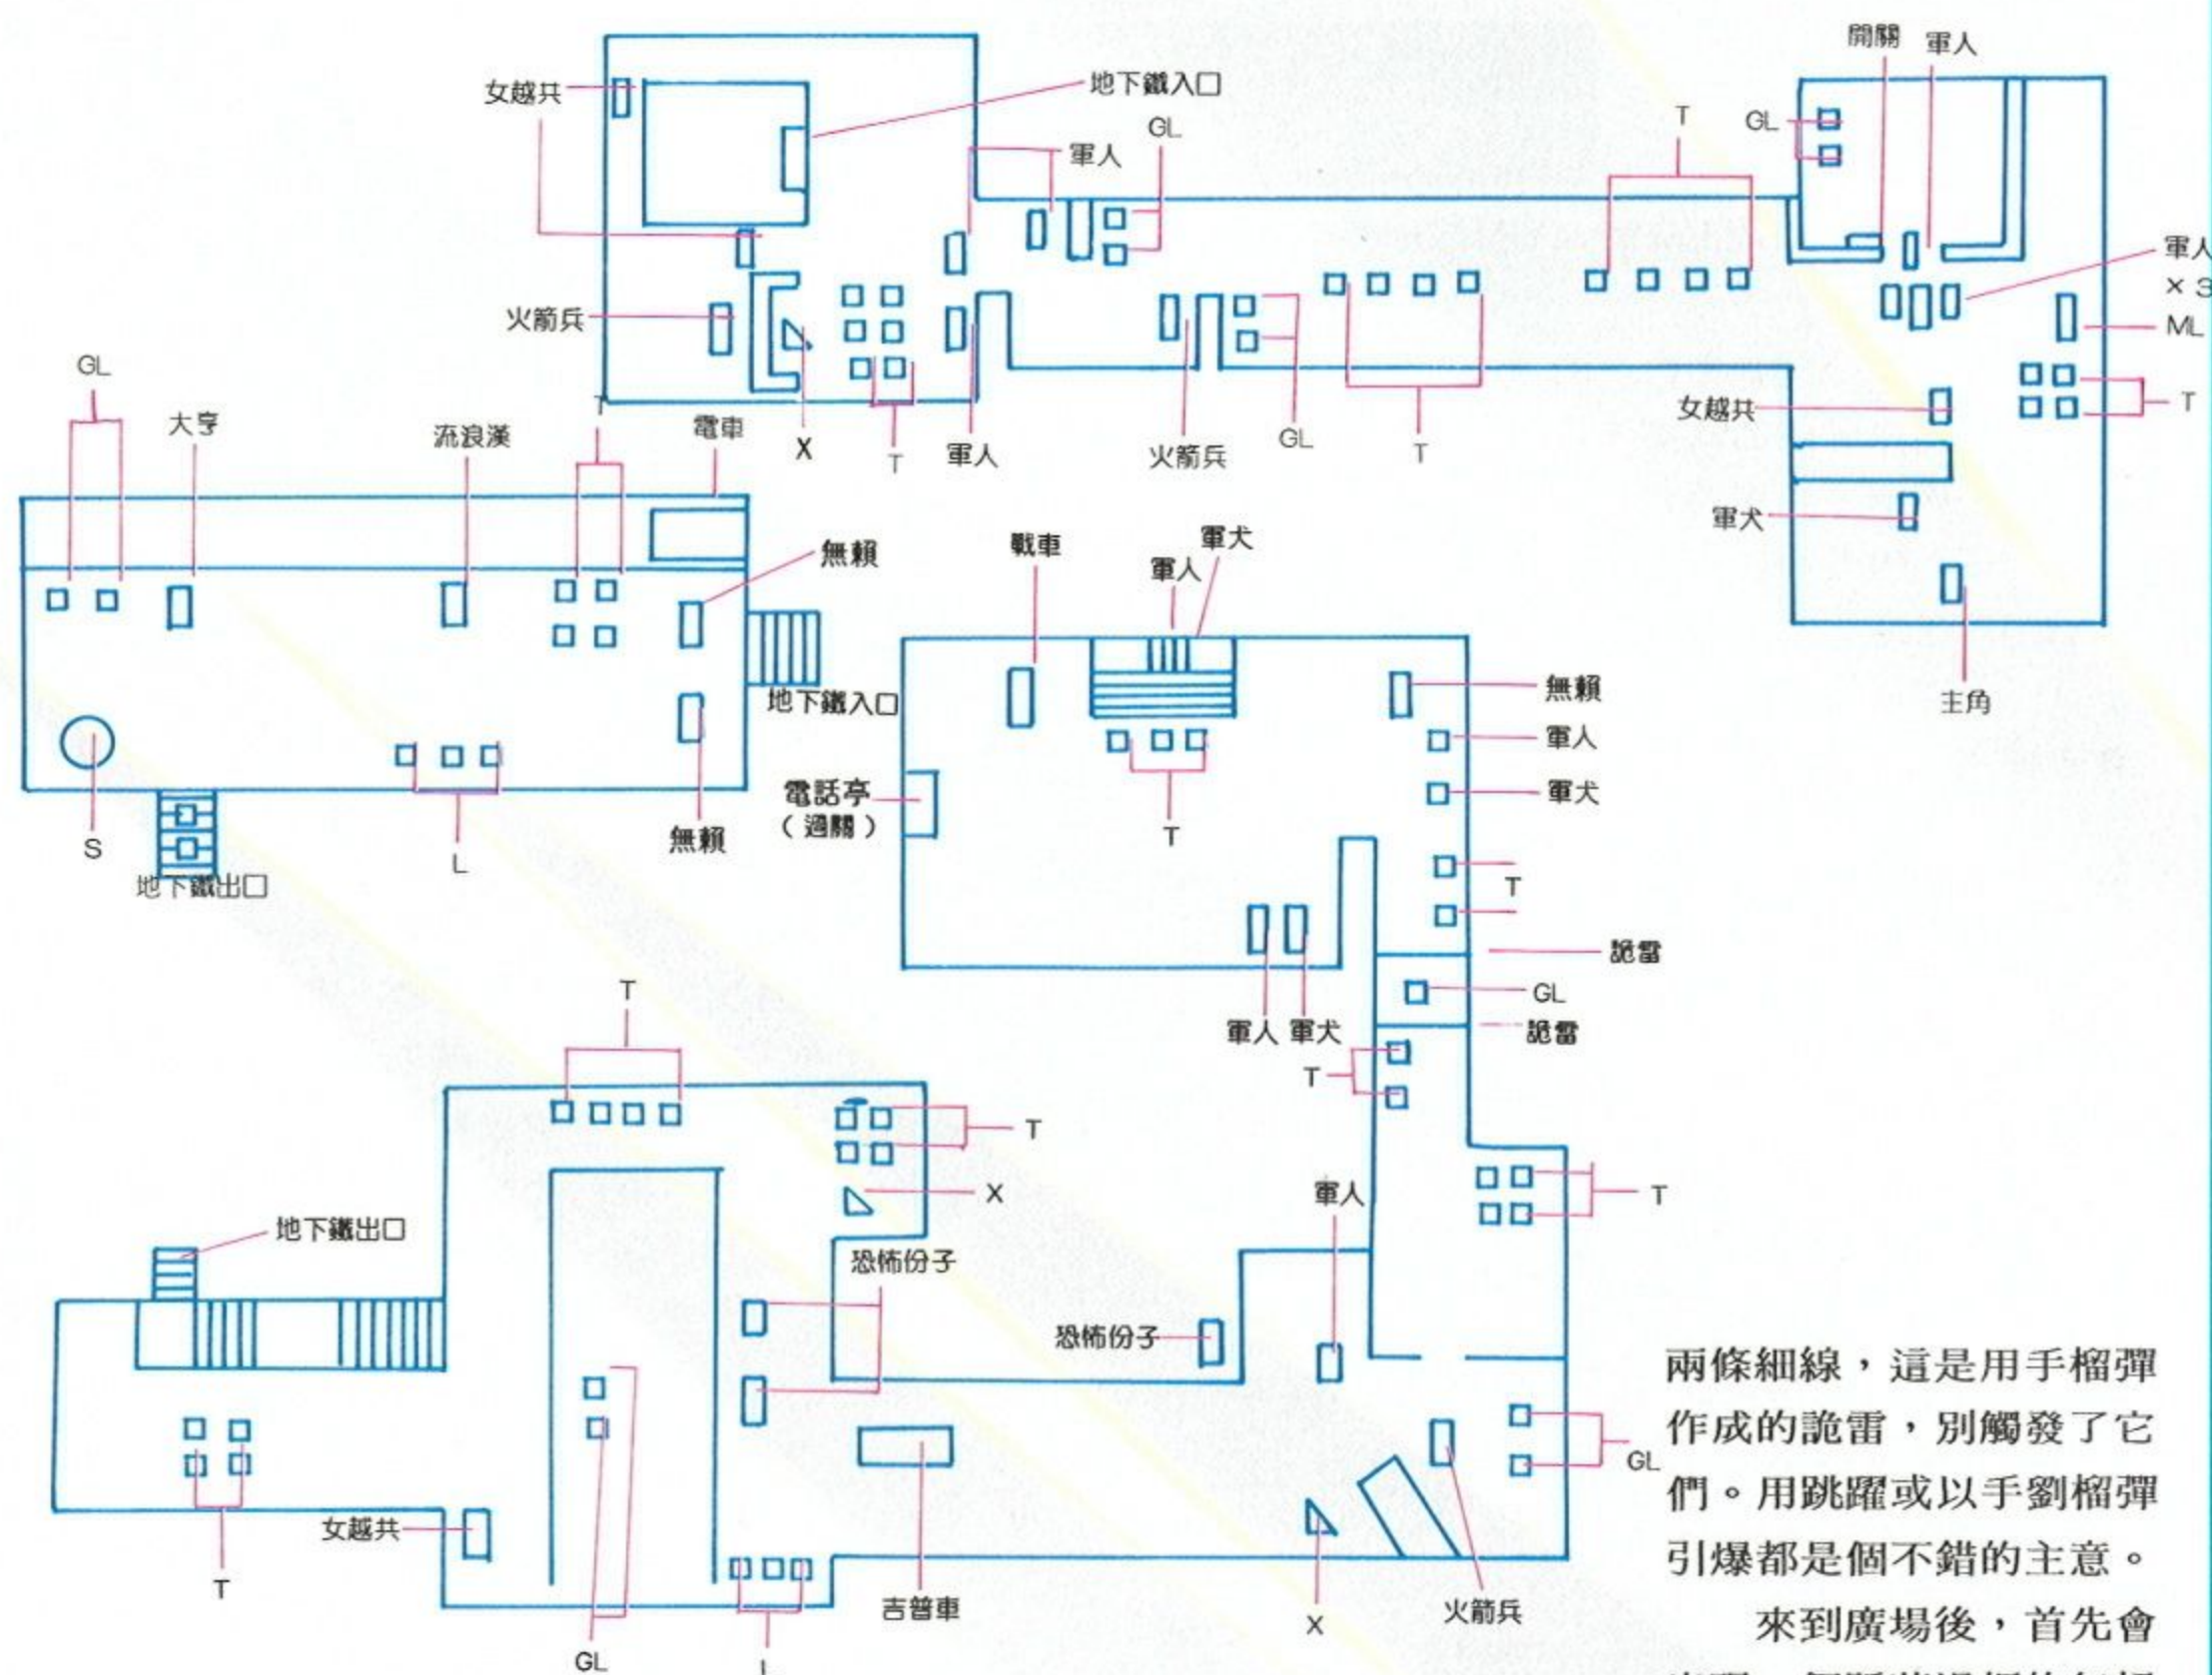 開關
軍人
女越共
地下鐵入口
GL
軍人
T
GL
軍人
× 3
ML
火箭兵
女越共
T
X
T
軍人
火箭兵
GL
T
軍犬
主角
GL
大亨
流浪漢
T
電車
無賴
地下鐵入口
S
L
無賴
地下鐵出口
戰車
軍人
軍犬
無賴
軍人
軍犬
電話亭
（過關）
T
T
詭雷
GL
詭雷
軍人
軍犬
T
T
T
X
軍人
T
地下鐵出口
恐怖份子
恐怖份子
GL
女越共
T
吉普車
X
火箭兵
GL
L
兩條細線，這是用手榴彈
作成的詭雷，別觸發了它
們。用跳躍或以手劉榴彈
引爆都是個不錯的主意。
來到廣場後，首先會